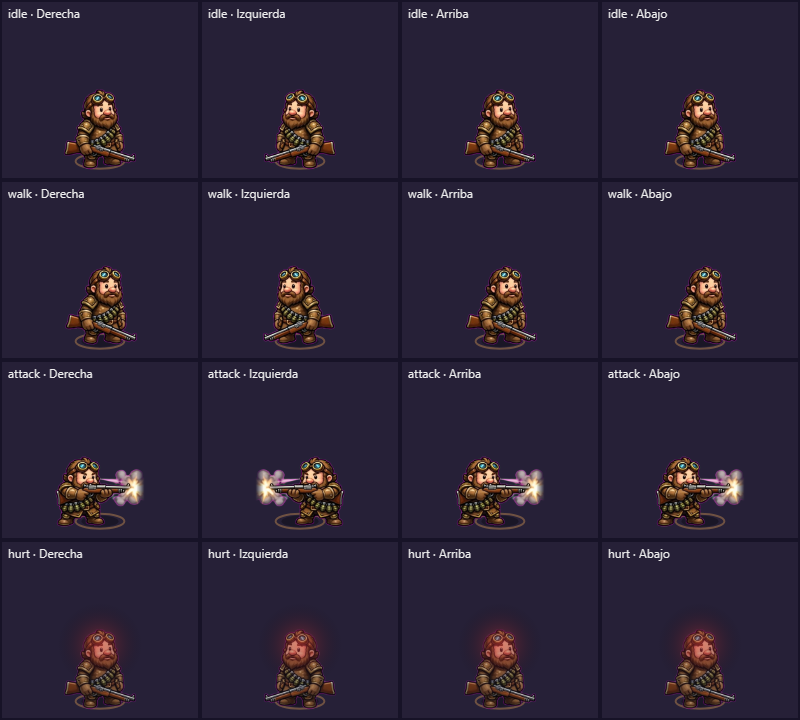 idle · Derecha
idle · Izquierda
idle · Arriba
idle · Abajo
walk · Derecha
walk · Izquierda
walk · Arriba
walk · Abajo
attack · Derecha
attack · Izquierda
attack · Arriba
attack · Abajo
hurt · Derecha
hurt · Izquierda
hurt · Arriba
hurt · Abajo